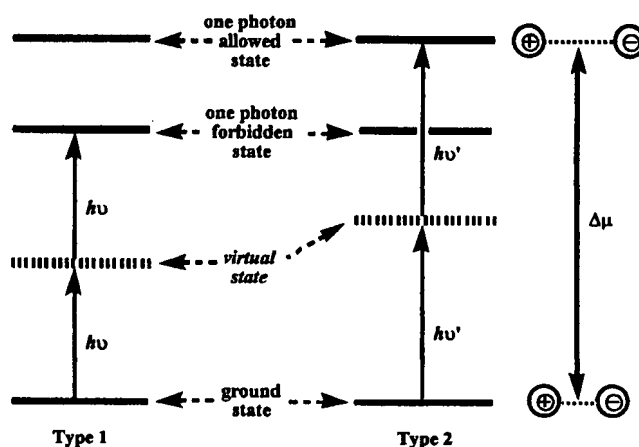 one photon
allowed
state
one photon
forbidden
state
hυ
hυ'
virtual
state
Δμ
hυ
hυ'
ground
state
Type 1
Type 2
⊕
⊖
⊕
⊖